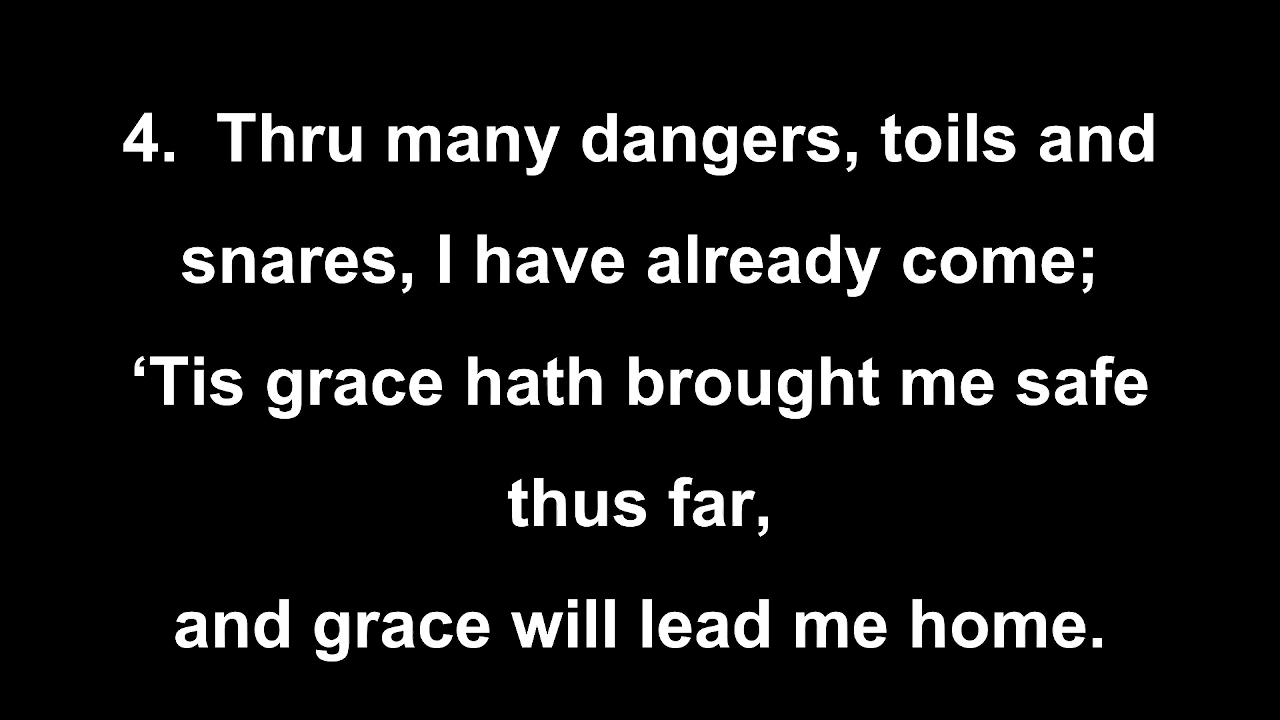 4.  Thru many dangers, toils and
snares, I have already come;
‘Tis grace hath brought me safe
thus far,
and grace will lead me home.